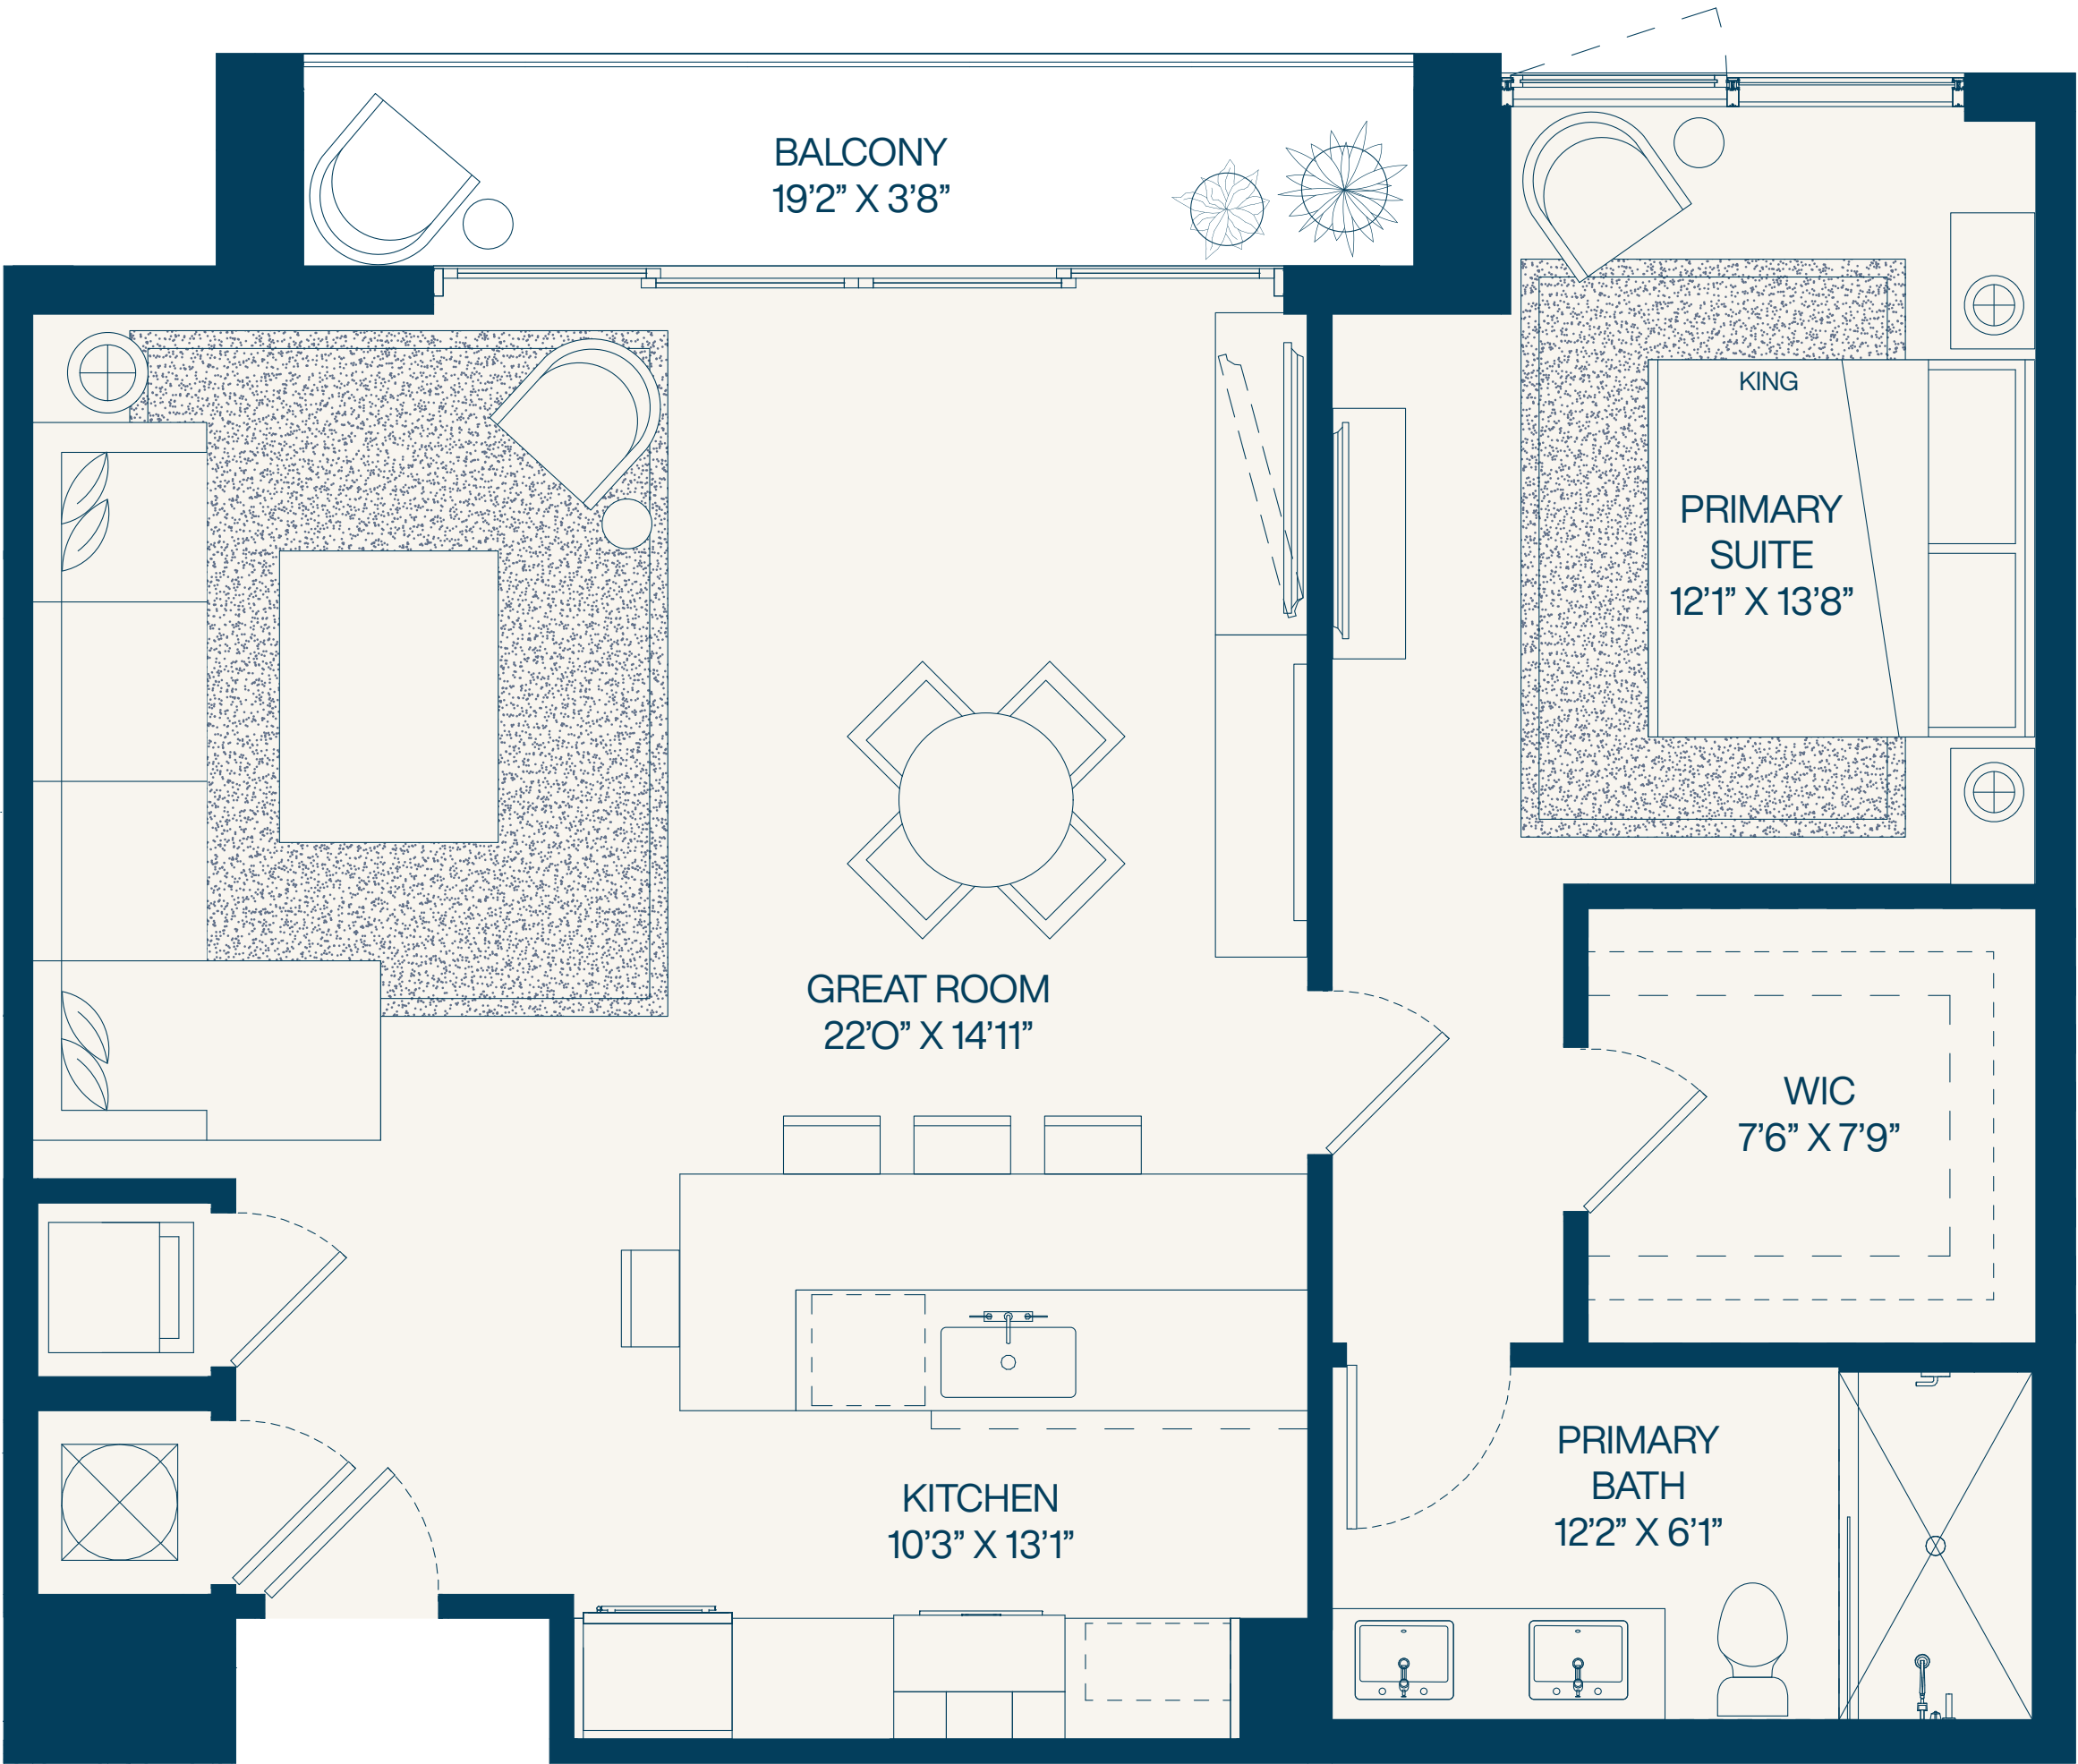 BALCONY
19’2” X 3’8”
KING
PRIMARY
SUITE
12’1” X 13’8”
GREAT ROOM
22’0” X 14’11”
WIC
7’6” X 7’9”
PRIMARY
BATH
12’2” X 6’1”
KITCHEN
10’3” X 13’1”